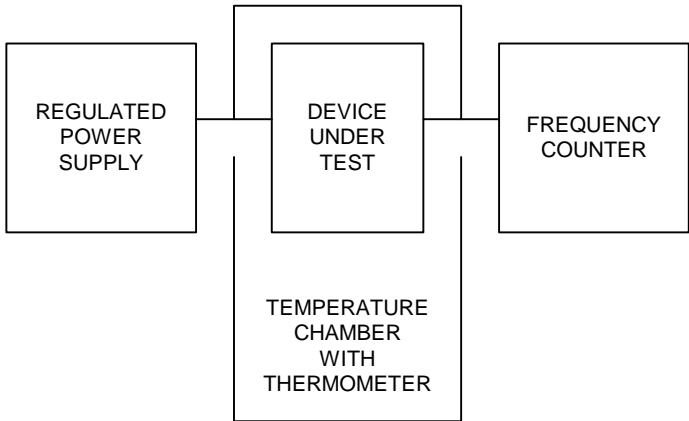 REGULATED
POWER
SUPPLY
DEVICE
UNDER
TEST
FREQUENCY
COUNTER
TEMPERATURE
CHAMBER
WITH
THERMOMETER